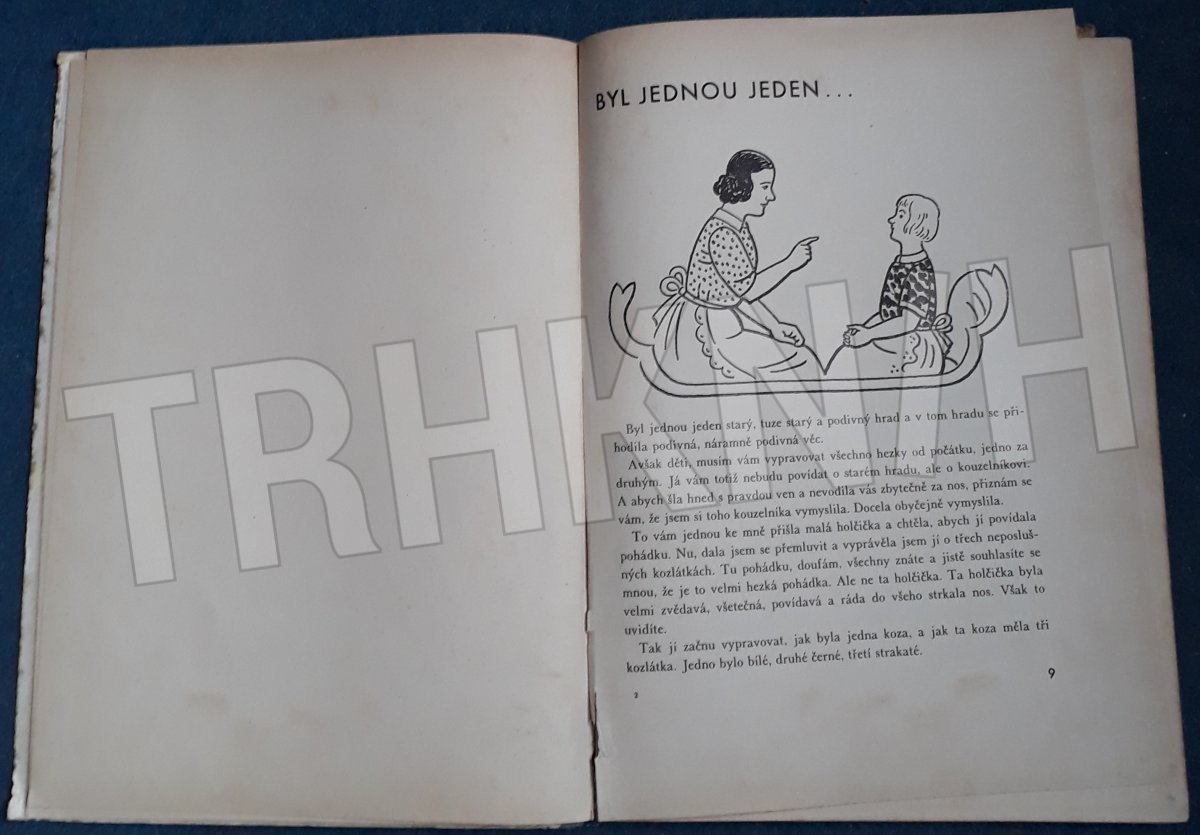 BYL JEDNOU JEDEN...
Byl jednou jeden starý, tuze starý a podivný hrad a v tom hradu se při-
hodila podivná, náramně podivná věc.
Avšak děti, musím vám vypravovat všechno hezky od počátku, jedno za
druhým. Já vám totiž nebudu povídat o starém hradu, ale o kouzelníkovi.
A abych šla hned s pravdou ven a nevodila vás zbytečně za nos, přiznám se
vám, že jsem si toho kouzelníka vymyslila. Docela obyčejně vymyslila.
To vám jednou ke mně přišla malá holčička a chtěla, abych jí povídala
pohádku. Nu, dala jsem se přemluvit a vyprávěla jsem jí o třech neposluš-
ných kozlátkách. Tu pohádku, doufám, všechny znáte a jistě souhlasíte se
mnou, že je to velmi hezká pohádka. Ale ne ta holčička. Ta holčička byla
velmi zvědavá, všetečná, povídavá a ráda do všeho strkala nos. Však to
uvidíte.
Tak jí začnu vypravovat, jak byla jedna koza, a jak ta koza měla tři
kozlátka. Jedno bylo bílé, druhé černé, třetí strakaté.
2
9
TRHKNIH